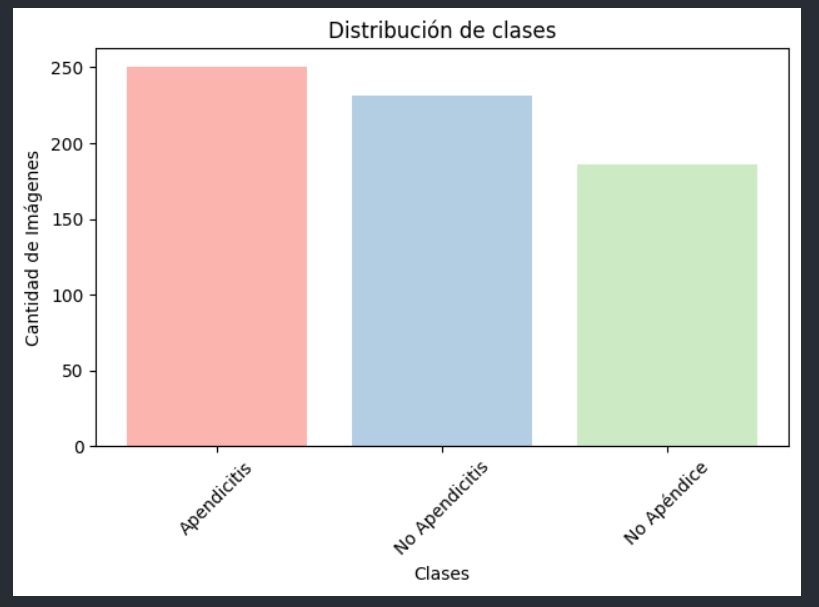 Distribución de clases
Cantidad de Imágenes
250
200
150
100
50
0
Apendicitis
No Apendicitis
No Apéndice
Clases